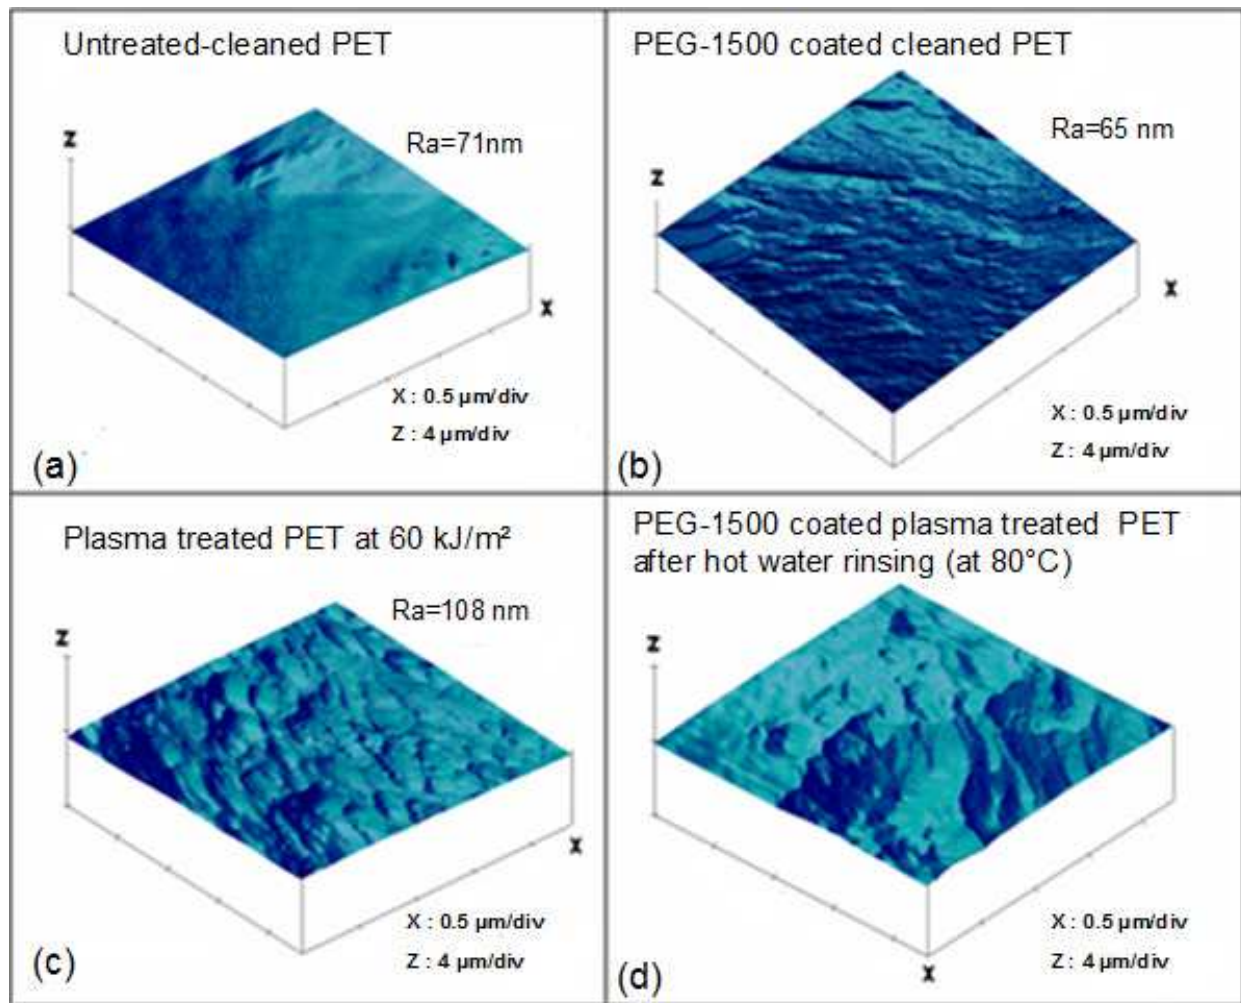 Untreated-cleaned PET
Ra=71nm
Z
X
X : 0.5 µm/div
Z : 4 µm/div
(a)
PEG-1500 coated cleaned PET
Ra=65 nm
Z
X
X : 0.5 µm/div
Z : 4 µm/div
(b)
Plasma treated PET at 60 kJ/m²
Ra=108 nm
Z
X
X : 0.5 µm/div
Z : 4 µm/div
(c)
PEG-1500 coated plasma treated PET
after hot water rinsing (at 80°C)
Z
X : 0.5 µm/div
Z : 4 µm/div
X
(d)